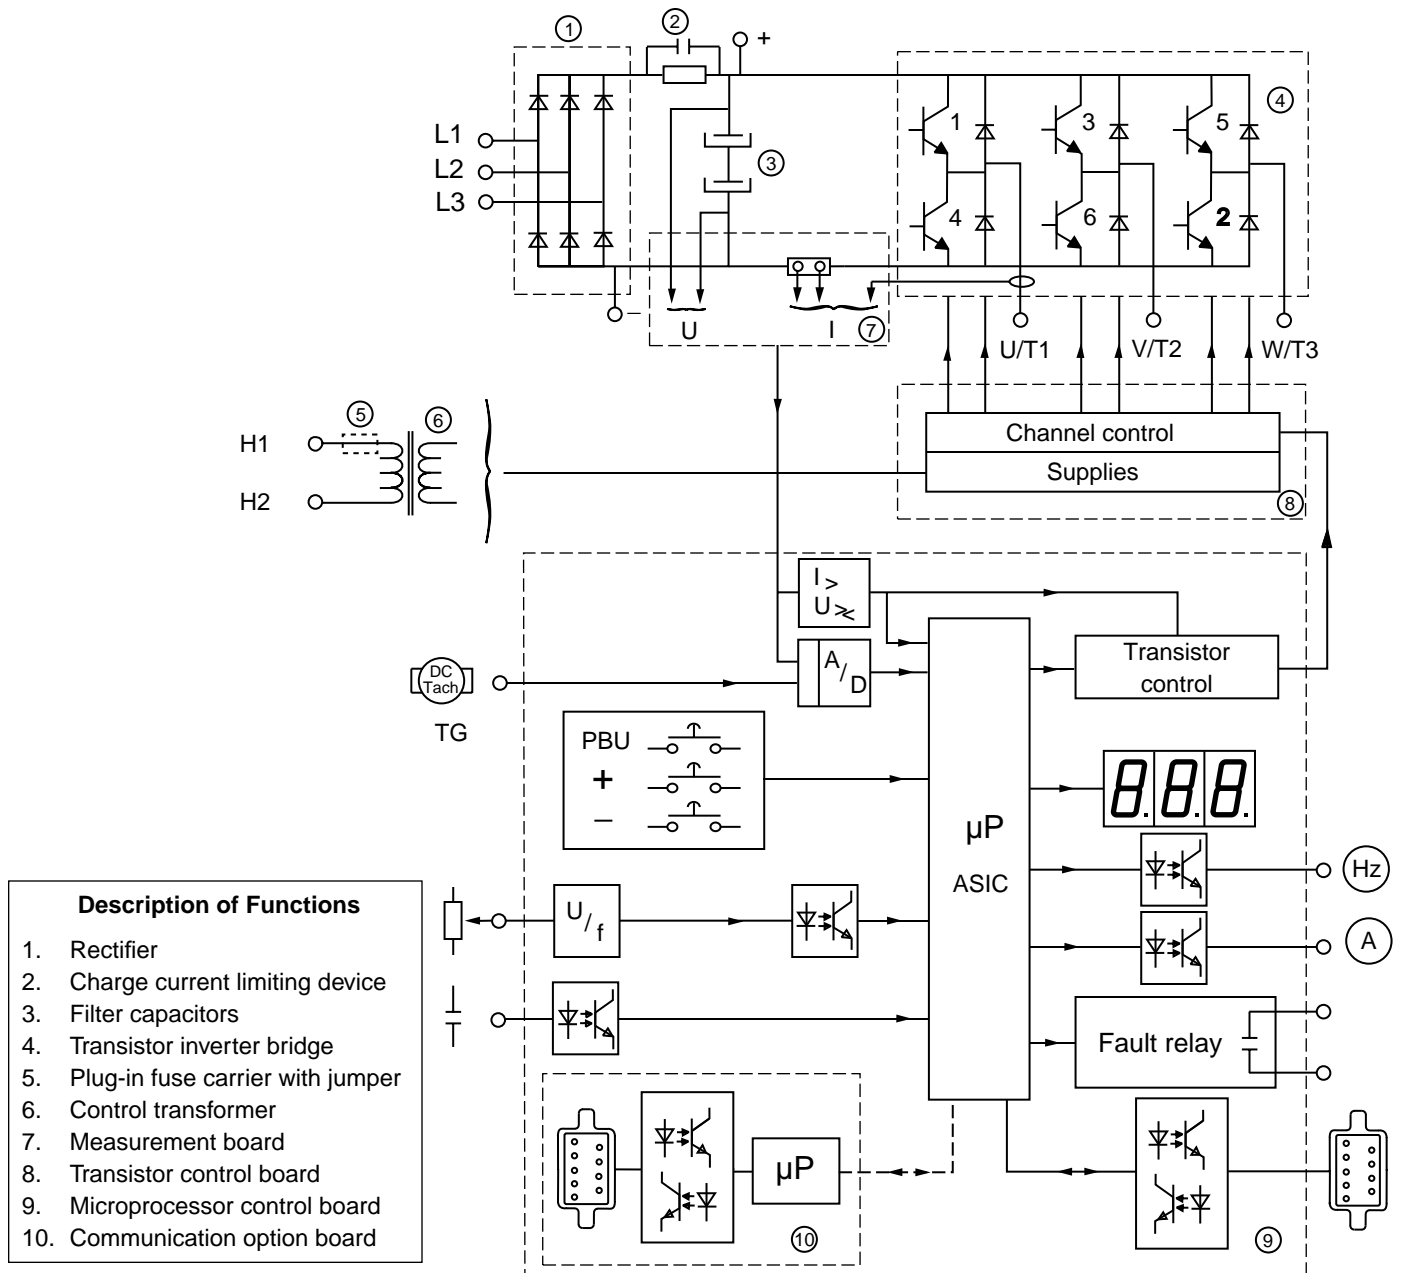 1
2
+
4
L1
L2
L3
3
1
3
5
4
6
2
–
U
I
7
U/T1
V/T2
W/T3
5
6
H1
H2
Channel control
Supplies
8
I >
U ><
A/D
DC
Tach
TG
Transistor
control
PBU
+
–
8.8.8.
µP
ASIC
Hz
U/f
A
Fault relay
µP
10
9
Description of Functions
1. Rectifier
2. Charge current limiting device
3. Filter capacitors
4. Transistor inverter bridge
5. Plug-in fuse carrier with jumper
6. Control transformer
7. Measurement board
8. Transistor control board
9. Microprocessor control board
10. Communication option board